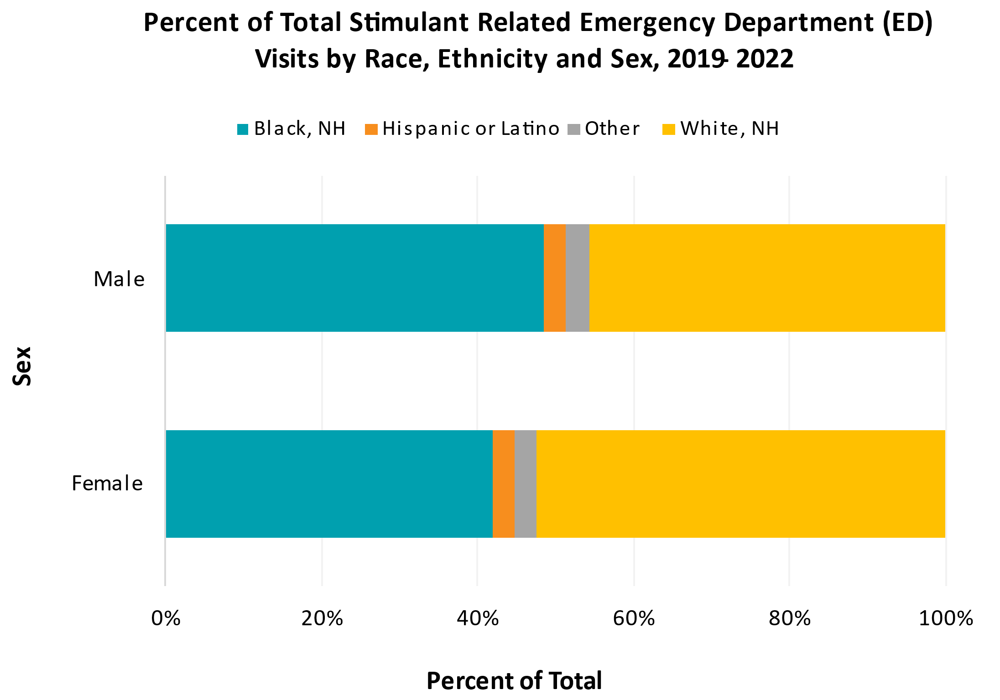 Percent of Total Stimulant Related Emergency Department (ED)
Visits by Race, Ethnicity and Sex, 2019- 2022
Black, NH Hispanic or Latino Other White, NH
Male
Sex
Female
0% 20% 40% 60% 80% 100%
Percent of Total